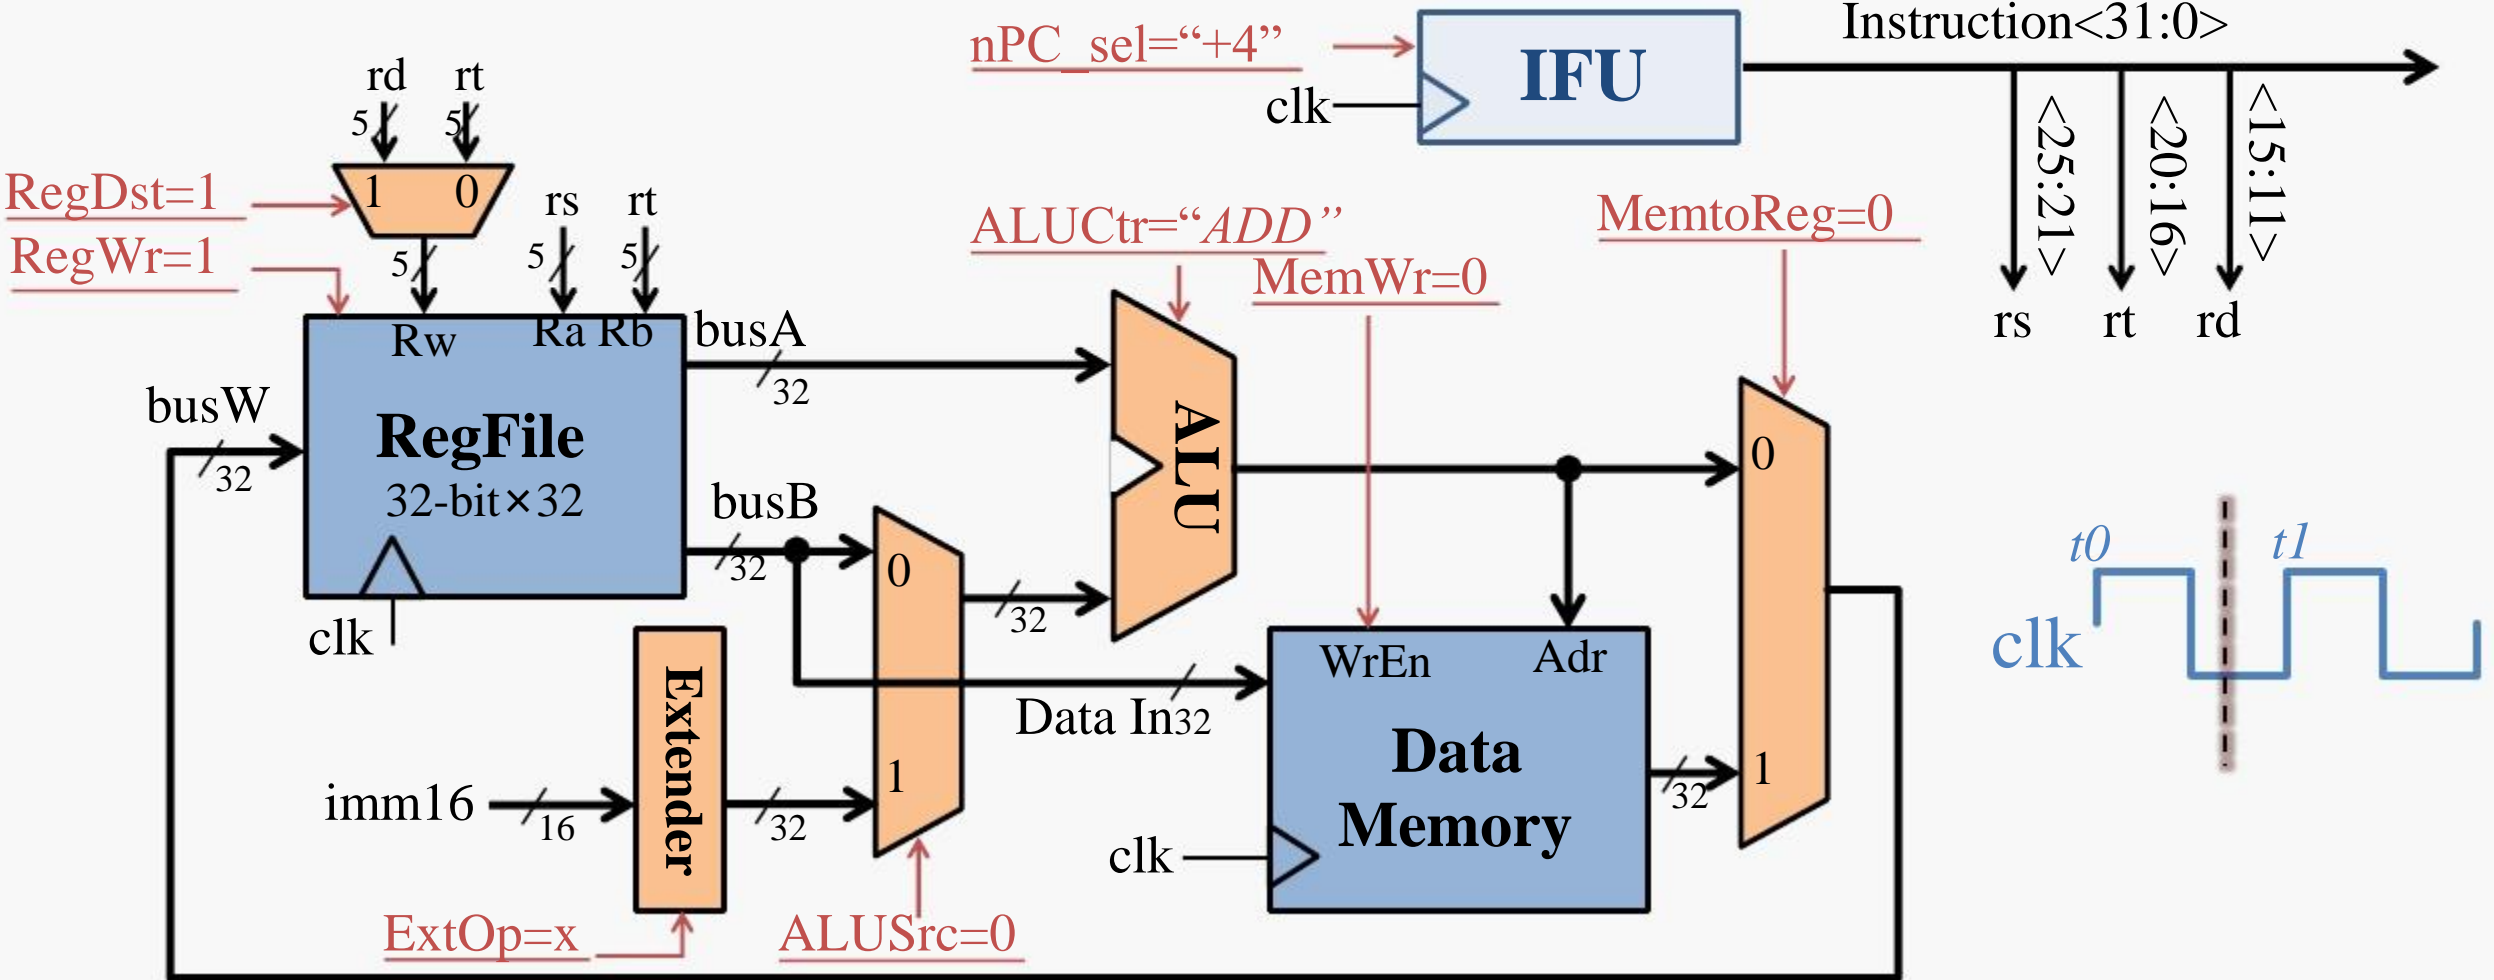 nPC_sel=“+4”
IFU
clk
Instruction<31:0>
<25:21>
<20:16>
<15:11>
rs
rt
rd
rd
rt
5
5
1
0
RegDst=1
RegWr=1
5
rs
rt
5
5
ALUCtr=“ADD”
MemWr=0
MemtoReg=0
Rw
Ra
Rb
busA
32
busW
32
RegFile
32-bit×32
clk
busB
32
0
1
32
ALU
0
1
Extender
imm16
16
32
Data In
32
WrEn
Adr
Data
Memory
clk
32
ExtOp=x
ALUSrc=0
t0
t1
clk